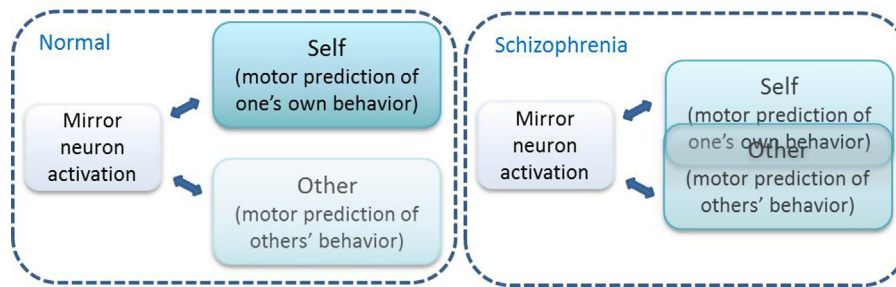 Normal
Mirror
neuron
activation
Self
(motor prediction of
one's own behavior)
Other
(motor prediction of
others' behavior)
Schizophrenia
Mirror
neuron
activation
Self
(motor prediction of
one's own behavior)
Other
(motor prediction of
others' behavior)